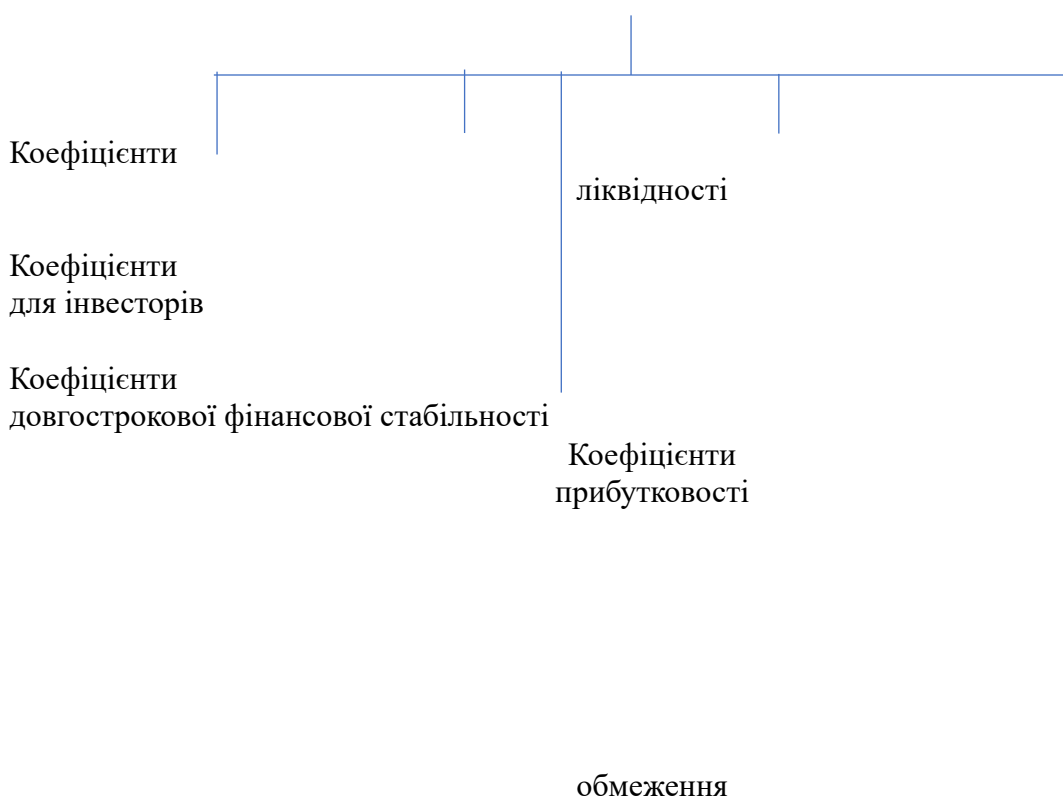 Коефіцієнти
ліквідності
Коефіцієнти
для інвесторів
Коефіцієнти
довгострокової фінансової стабільності
Коефіцієнти
прибутковості
обмеження